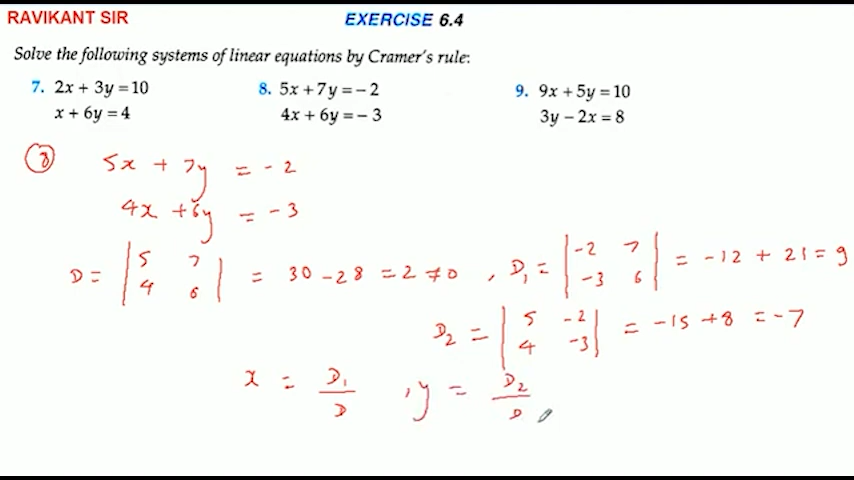 RAVIKANT SIR
EXERCISE 6.4
Solve the following systems of linear equations by Cramer's rule:
7. 2x + 3y = 10 8. 5x + 7y = – 2 9. 9x + 5y = 10
x + 6y = 4 4x + 6y = – 3 3y – 2x = 8
8 5x + 7y = - 2
4x + 6y = - 3
D = | 5 7 | = 30 - 28 = 2 ≠ 0 , D₁ = | -2 7 | = - 12 + 21 = 9
| 4 6 | | -3 6 |
D₂ = | 5 -2 | = -15 + 8 = - 7
| 4 -3 |
x = D₁/D , y = D₂/D